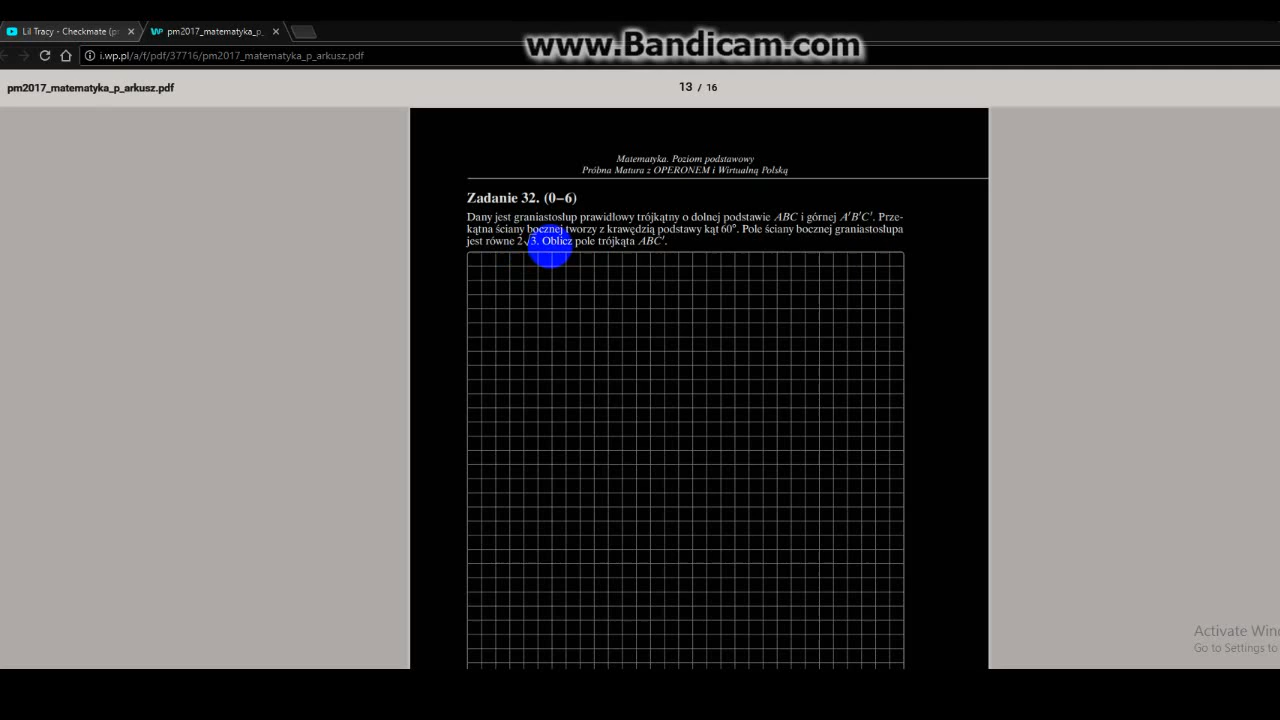 Lil Tracy - Checkmate (pr
pm2017_matematyka_p_
www.Bandicam.com
i.wp.pl/a/f/pdf/37716/pm2017_matematyka_p_arkusz.pdf
pm2017_matematyka_p_arkusz.pdf
13 / 16
Matematyka. Poziom podstawowy
Próbna Matura z OPERONEM i Wirtualną Polską
Zadanie 32. (0–6)
Dany jest graniastosłup prawidłowy trójkątny o dolnej podstawie ABC i górnej A′B′C′. Prze-
kątna ściany bocznej tworzy z krawędzią podstawy kąt 60°. Pole ściany bocznej graniastosłupa
jest równe 2√3. Oblicz pole trójkąta ABC′.
Activate Wind
Go to Settings to